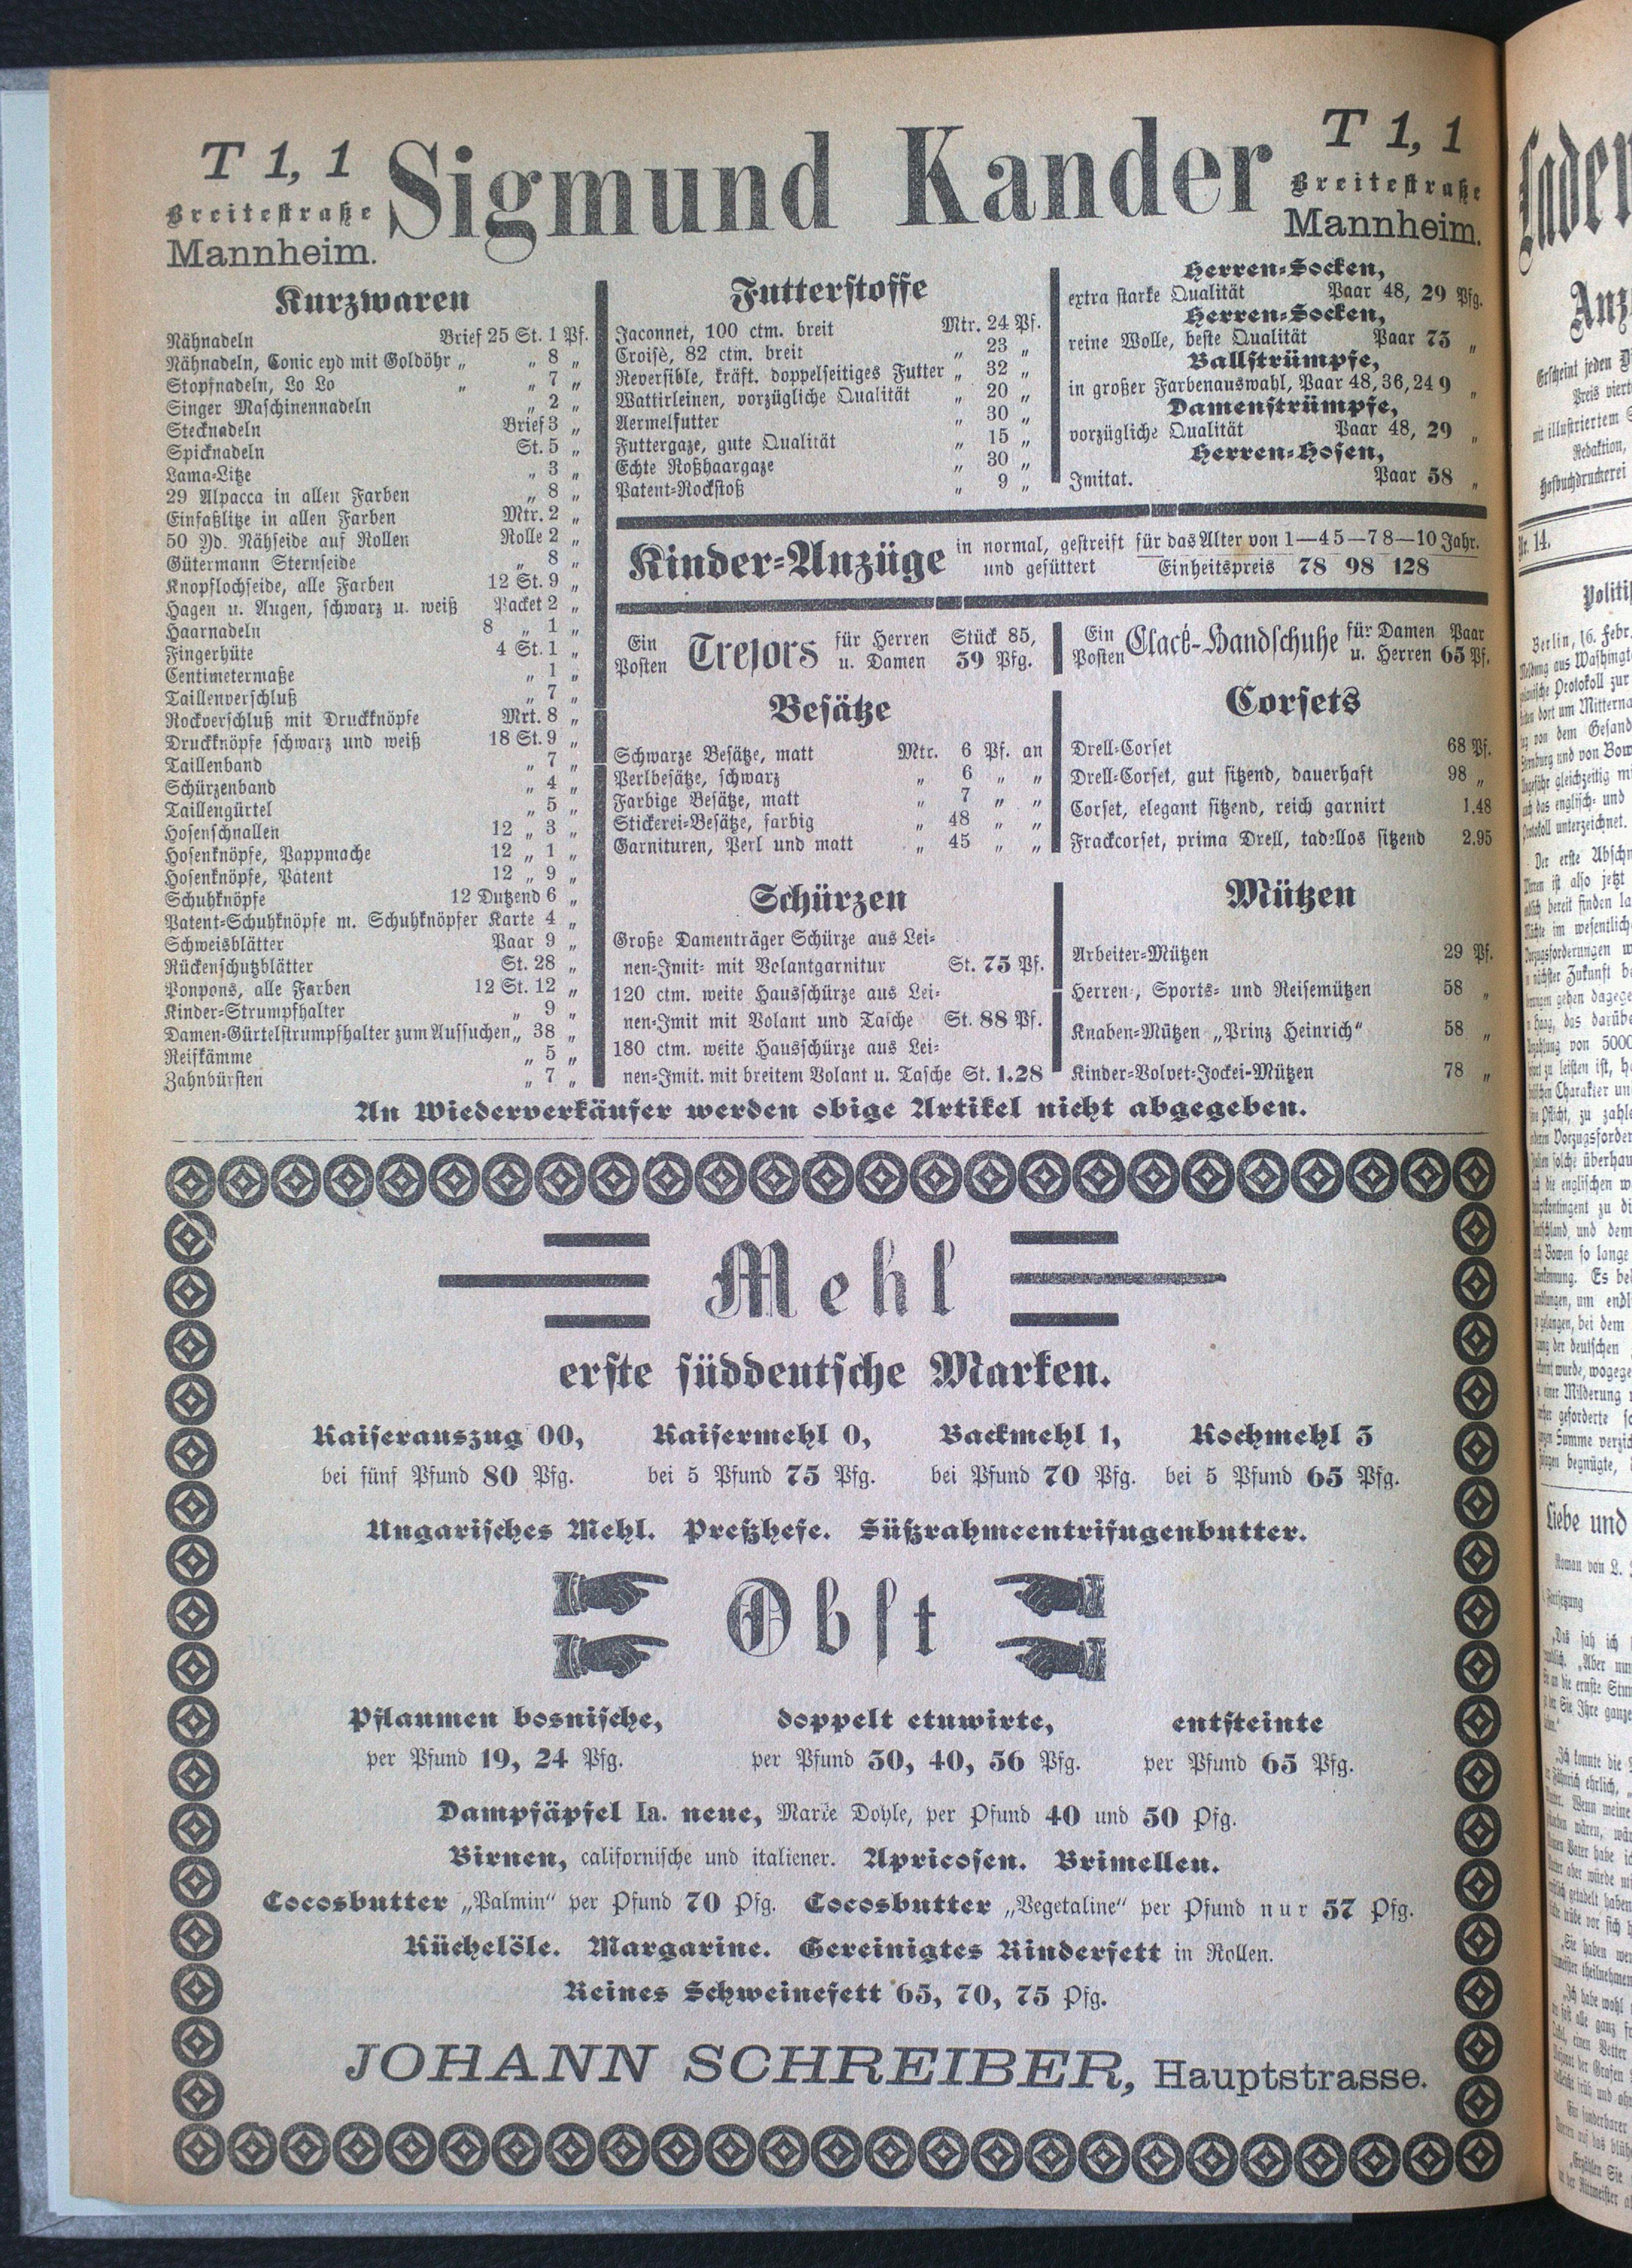 T 1, 1
Breitestraße
Mannheim.
Sigmund Kander
T 1, 1
Breitestraße
Mannheim.
Kurzwaren
Nähnadeln Brief 25 St. 1 Pf.
Nähnadeln, Conic eyd mit Goldöhr „ „ 8 „
Stopfnadeln, Lo Lo „ „ 7 „
Singer Maschinennadeln „ 2 „
Stecknadeln Brief 3 „
Spicknadeln St. 5 „
Lama-Litze „ 3 „
29 Alpacca in allen Farben „ 8 „
Einfaßlitze in allen Farben Mtr. 2 „
50 Yd. Nähseide auf Rollen Rolle 2 „
Gütermann Sternseide „ 8 „
Knopflochseide, alle Farben 12 St. 9 „
Hagen u. Augen, schwarz u. weiß Packet 2 „
Haarnadeln 8 „ 1 „
Fingerhüte 4 St. 1 „
Centimetermaße „ 1 „
Taillenverschluß „ 7 „
Rockverschluß mit Druckknöpfe Mrt. 8 „
Druckknöpfe schwarz und weiß 18 St. 9 „
Taillenband „ 7 „
Schürzenband „ 4 „
Taillengürtel „ 5 „
Hosenschnallen 12 „ 3 „
Hosenknöpfe, Pappmache 12 „ 1 „
Hosenknöpfe, Patent 12 „ 9 „
Schuhknöpfe 12 Dutzend 6 „
Patent-Schuhknöpfe m. Schuhknöpfer Karte 4 „
Schweisblätter Paar 9 „
Rückenschutzblätter St. 28 „
Ponpons, alle Farben 12 St. 12 „
Kinder-Strumpfhalter „ 9 „
Damen-Gürtelstrumpfhalter zum Aussuchen „ 38 „
Reifkämme „ 5 „
Zahnbürsten „ 7 „
Futterstoffe
Jaconnet, 100 ctm. breit Mtr. 24 Pf.
Croisè, 82 ctm. breit „ 23 „
Reversible, kräft. doppelseitiges Futter „ 32 „
Wattirleinen, vorzügliche Qualität „ 20 „
Aermelfutter „ 30 „
Futtergaze, gute Qualität „ 15 „
Echte Roßhaargaze „ 30 „
Patent-Rockstoß „ 9 „
Herren-Socken,
extra starke Qualität Paar 48, 29 Pfg.
Herren-Socken,
reine Wolle, beste Qualität Paar 75 „
Ballstrümpfe,
in großer Farbenauswahl, Paar 48, 36, 24 9 „
Damenstrümpfe,
vorzügliche Qualität Paar 48, 29 „
Herren-Hosen,
Imitat. Paar 58 „
Kinder-Anzüge in normal, gestreift für das Alter von 1—4 5—7 8—10 Jahr.
und gefüttert Einheitspreis 78 98 128
Ein Posten Tresors für Herren u. Damen Stück 85, 59 Pfg.
Ein Posten Glacé-Handschuhe für Damen u. Herren Paar 65 Pf.
Besätze
Schwarze Besätze, matt Mtr. 6 Pf. an
Perlbesätze, schwarz „ 6 „ „
Farbige Besätze, matt „ 7 „ „
Stickerei-Besätze, farbig „ 48 „ „
Garnituren, Perl und matt „ 45 „ „
Corsets
Drell-Corset 68 Pf.
Drell-Corset, gut sitzend, dauerhaft 98 „
Corset, elegant sitzend, reich garnirt 1.48
Frackcorset, prima Drell, tadellos sitzend 2.95
Schürzen
Große Damenträger Schürze aus Lei-
nen-Imit- mit Volantgarnitur St. 75 Pf.
120 ctm. weite Hausschürze aus Lei-
nen-Imit mit Volant und Tasche St. 88 Pf.
180 ctm. weite Hausschürze aus Lei-
nen-Imit. mit breitem Volant u. Tasche St. 1.28
Mützen
Arbeiter-Mützen 29 Pf.
Herren-, Sports- und Reisemützen 58 „
Knaben-Mützen „Prinz Heinrich“ 58 „
Kinder-Volvet-Jockei-Mützen 78 „
An Wiederverkäufer werden obige Artikel nicht abgegeben.
Mehl
erste süddeutsche Marken.
Kaiserauszug 00, Kaisermehl 0, Backmehl 1, Kochmehl 3
bei fünf Pfund 80 Pfg. bei 5 Pfund 75 Pfg. bei Pfund 70 Pfg. bei 5 Pfund 65 Pfg.
Ungarisches Mehl. Preßhefe. Süßrahmcentrifugenbutter.
Obst
Pflaumen bosnische, doppelt etuwirte, entsteinte
per Pfund 19, 24 Pfg. per Pfund 30, 40, 56 Pfg. per Pfund 65 Pfg.
Dampfäpfel Ia. neue, Marie Doyle, per Pfund 40 und 50 Pfg.
Birnen, californische und italiener. Apricosen. Brimellen.
Cocosbutter „Palmin“ per Pfund 70 Pfg. Cocosbutter „Vegetaline“ per Pfund nur 57 Pfg.
Küchelöle. Margarine. Gereinigtes Rinderfett in Rollen.
Reines Schweinefett 65, 70, 75 Pfg.
JOHANN SCHREIBER, Hauptstrasse.
Erscheint jeden
mit illustriertem
Redaktion,
Hofbuchdruckerei
Nr. 14.
Berlin, 16. Febr.
Liebe und
Roman von L.